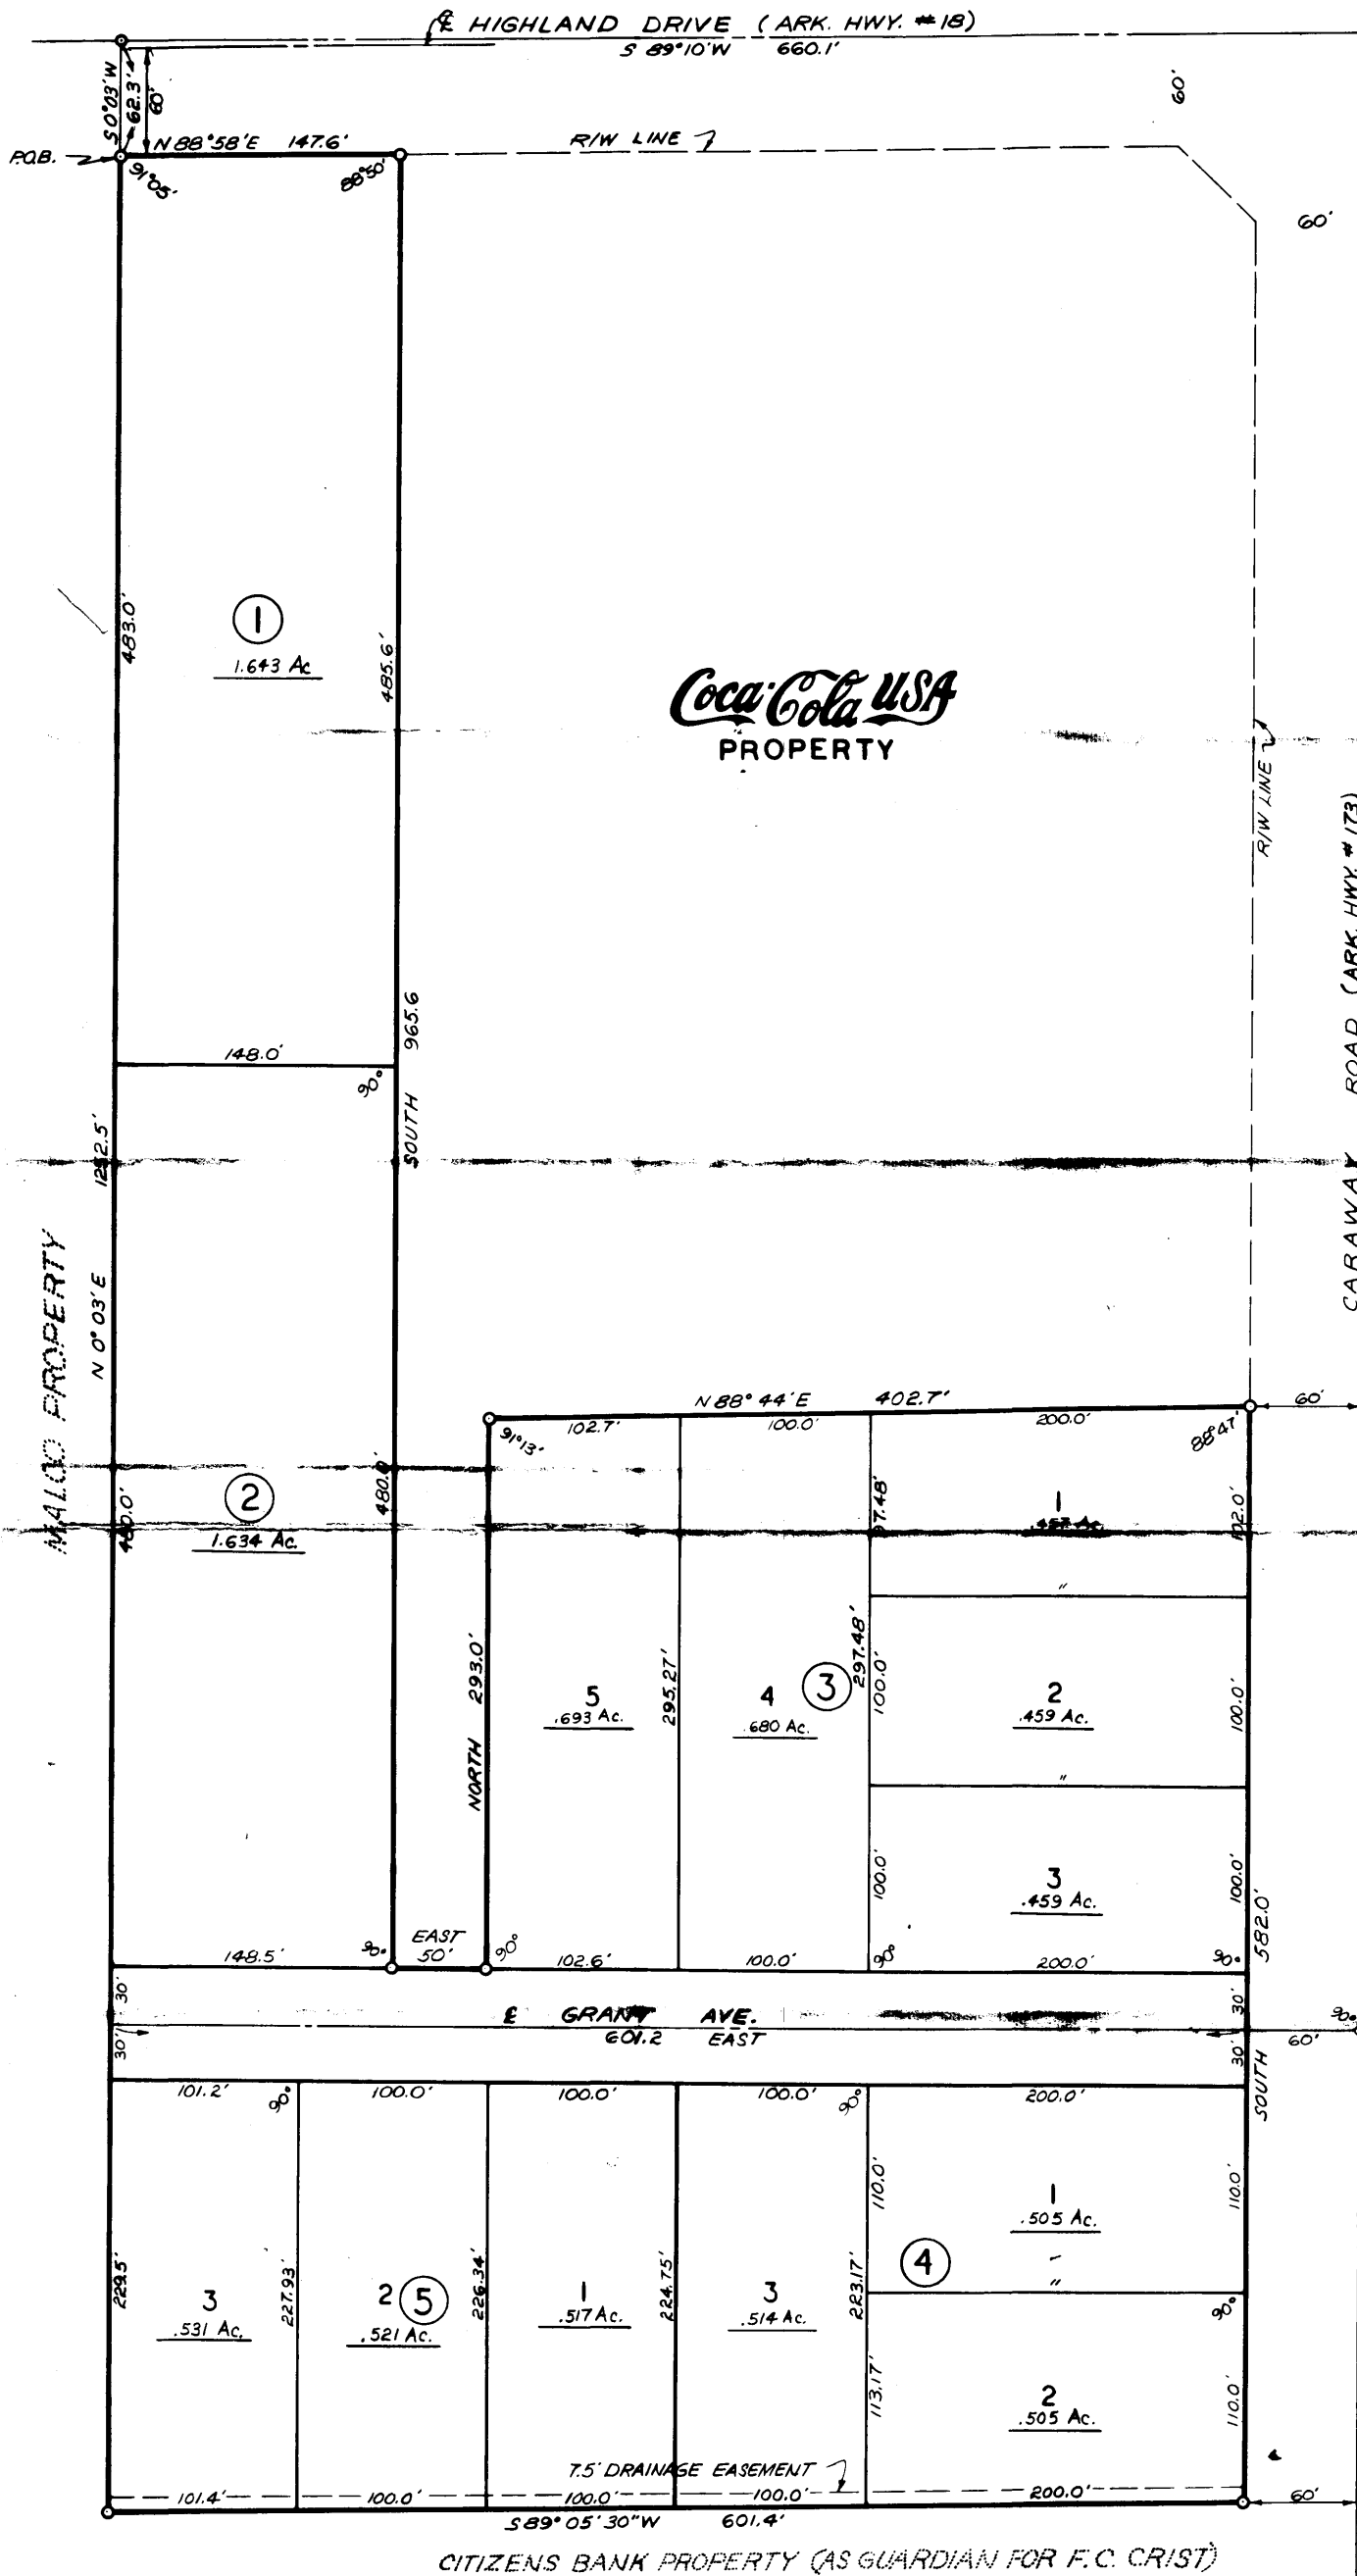 ℄ HIGHLAND DRIVE (ARK. HWY. #18)
S 89°10'W 660.1'
S 0°03' W
62.3'
60'
60'
P.O.B.
N 88°58'E 147.6'
R/W LINE
91°05'
88°50'
60'
483.0'
1
1.643 Ac
485.6'
Coca-Cola USA
PROPERTY
R/W LINE
CARAWAY ROAD (ARK. HWY. #173)
965.6
SOUTH
148.0'
90°
1252.5'
N 0°03' E
MALCO PROPERTY
N 88°44'E 402.7'
60'
102.7'
100.0'
200.0'
91°13'
88°47'
480.0'
2
1.634 Ac.
480.0'
97.48'
1
102.0'
"
NORTH 293.0'
5
.693 Ac.
295.27'
4
.680 Ac.
3
297.48'
100.0'
2
.459 Ac.
100.0'
"
100.0'
3
.459 Ac.
100.0'
582.0'
148.5'
90°
EAST
50'
90°
102.6'
100.0'
90°
200.0'
90°
30'
30'
℄ GRANT AVE.
601.2 EAST
30'
30'
60'
90°
SOUTH
101.2'
90°
100.0'
100.0'
100.0'
90°
200.0'
229.5'
3
.531 Ac.
227.93'
2
5
.521 Ac.
226.34'
1
.517 Ac.
224.75'
3
.514 Ac.
223.17'
110.0'
4
1
.505 Ac.
"
110.0'
90°
113.17'
2
.505 Ac.
110.0'
7.5' DRAINAGE EASEMENT
101.4'
100.0'
100.0'
100.0'
200.0'
60'
S 89°05'30"W 601.4'
CITIZENS BANK PROPERTY (AS GUARDIAN FOR F.C. CRIST)